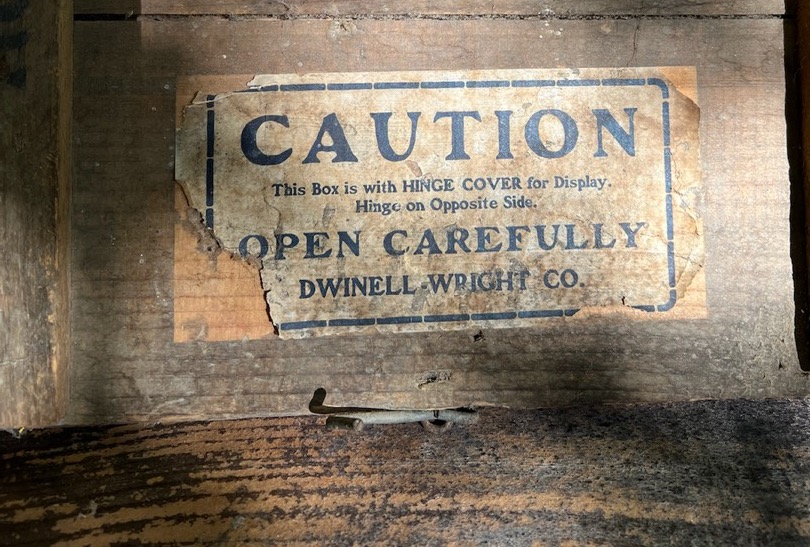 CAUTION
This Box is with HINGE COVER for Display.
Hinge on Opposite Side.
OPEN CAREFULLY
DWINELL-WRIGHT CO.